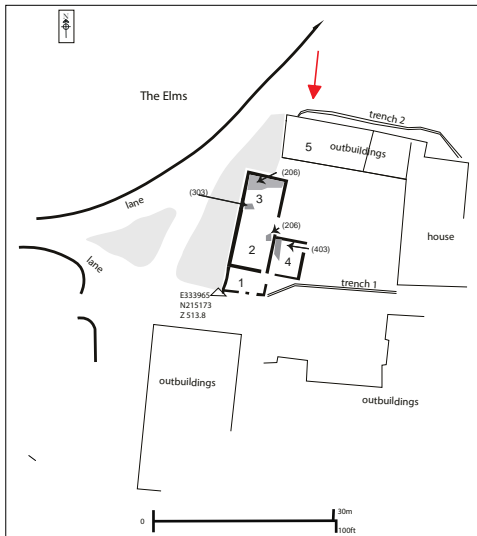 N
The Elms
trench 2
5
outbuildings
(206)
(303)
3
lane
(206)
house
2
(403)
4
lane
1
trench 1
E333965
N215173
Z 513.8
outbuildings
outbuildings
30m
0
100ft